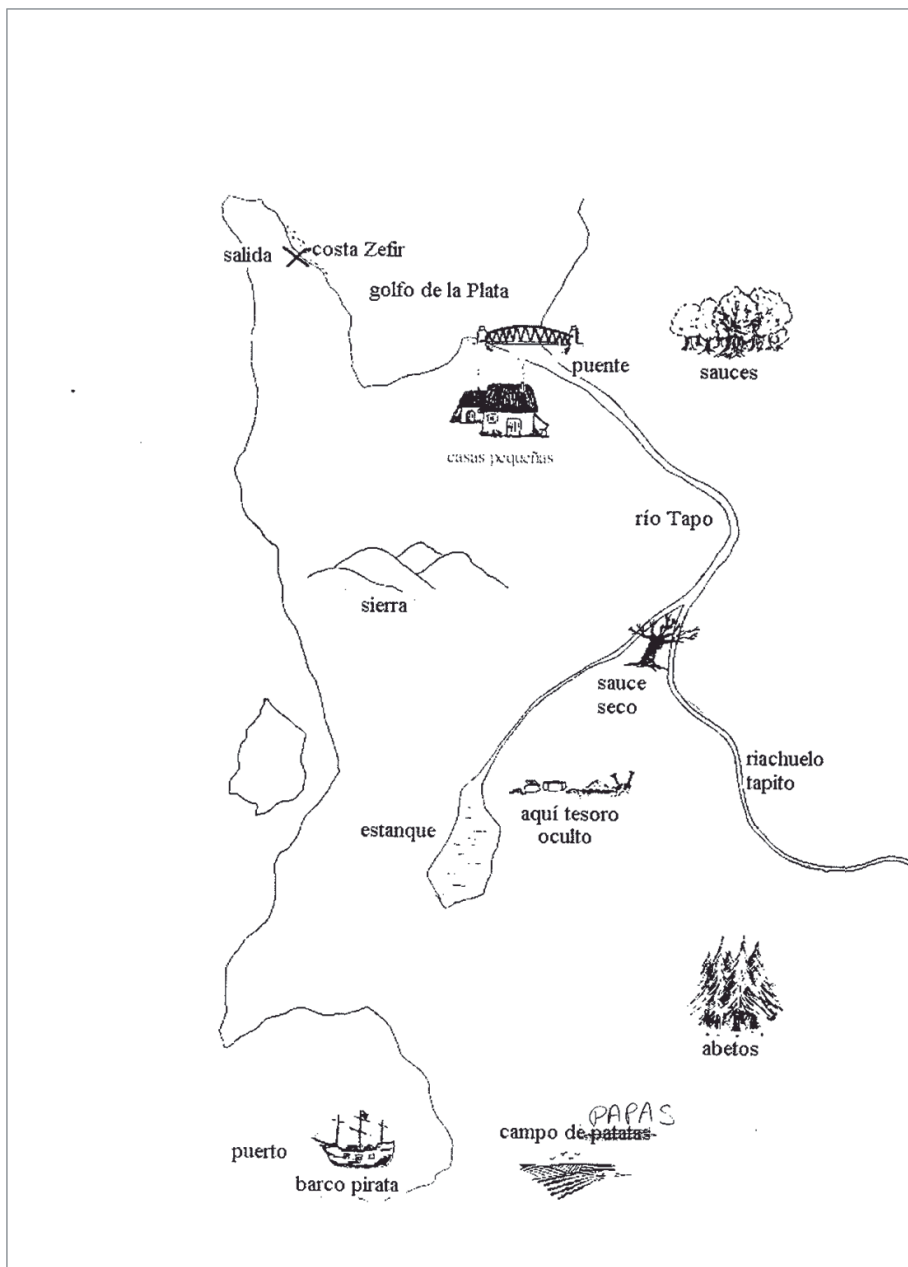 costa Zefir
salida
golfo de la Plata
puente
sauces
casas pequeñas
río Tapo
sierra
sauce
seco
riachuelo
tapito
aquí tesoro
oculto
estanque
abetos
PAPAS
campo de patatas
puerto
barco pirata